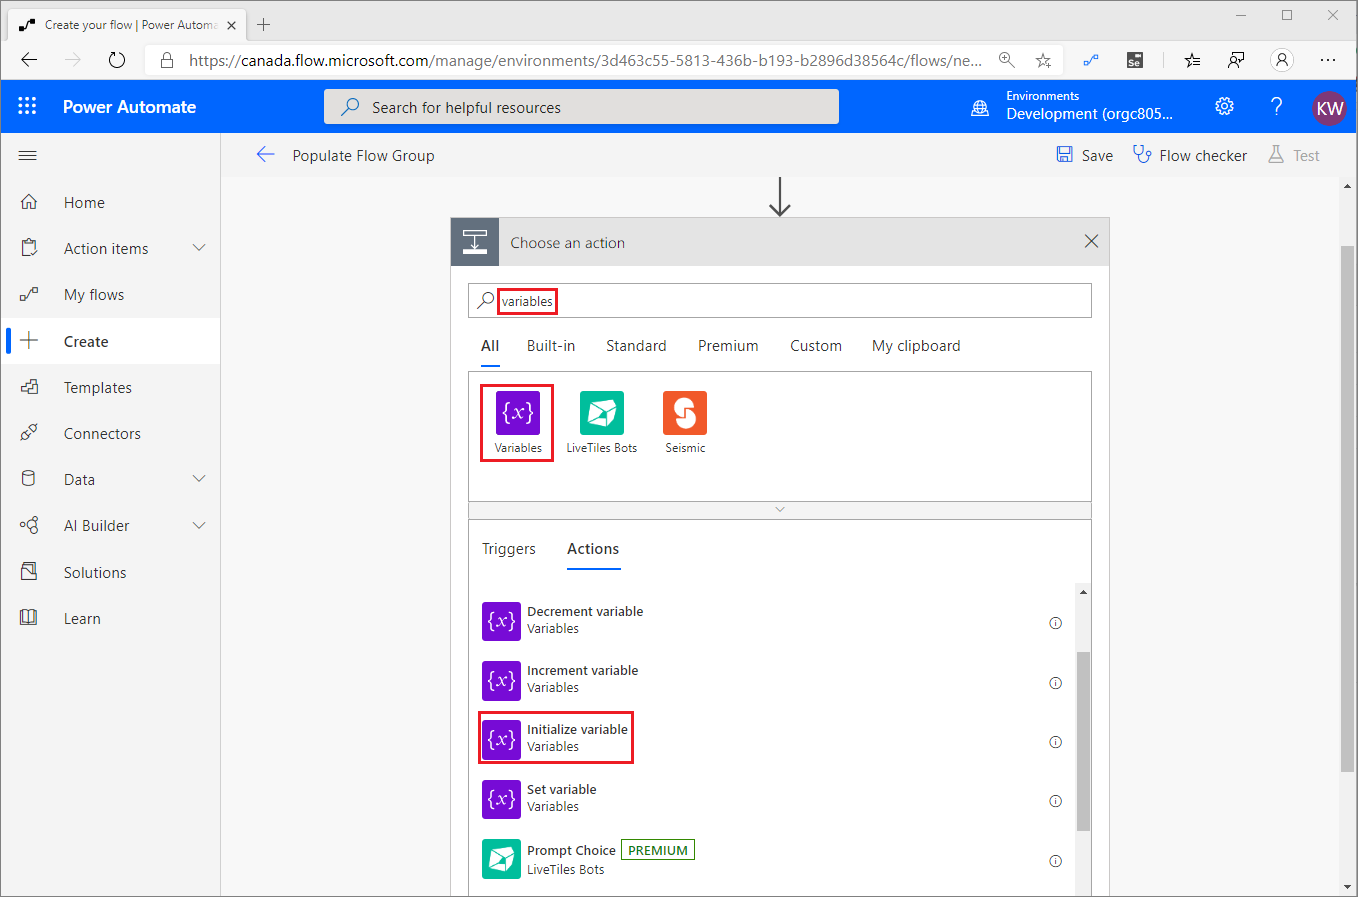 Create your flow | Power Automa
https://canada.flow.microsoft.com/manage/environments/3d463c55-5813-436b-b193-b2896d38564c/flows/ne...
Se
Power Automate
Search for helpful resources
Environments
Development (orgc805...
?
KW
Populate Flow Group
Save
Flow checker
Test
Home
Action items
My flows
Create
Templates
Connectors
Data
AI Builder
Solutions
Learn
Choose an action
variables
All Built-in Standard Premium Custom My clipboard
{x}
Variables LiveTiles Bots Seismic
Triggers Actions
{x} Decrement variable
Variables
{x} Increment variable
Variables
{x} Initialize variable
Variables
{x} Set variable
Variables
Prompt Choice PREMIUM
LiveTiles Bots